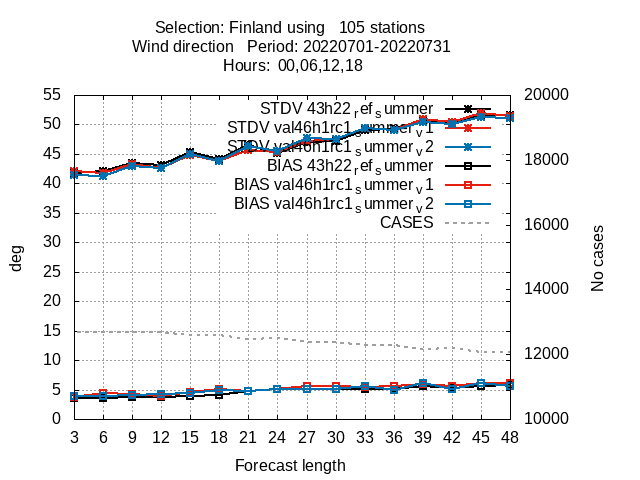 Selection: Finland using   105 stations
Wind direction   Period: 20220701-20220731
Hours:  00,06,12,18
STDV 43h22_ref_summer
STDV val46h1rc1_summer_v1
STDV val46h1rc1_summer_v2
BIAS 43h22_ref_summer
BIAS val46h1rc1_summer_v1
BIAS val46h1rc1_summer_v2
CASES
55
50
45
40
35
30
25
20
15
10
5
0
deg
20000
18000
16000
14000
12000
10000
No cases
3 6 9 12 15 18 21 24 27 30 33 36 39 42 45 48
Forecast length